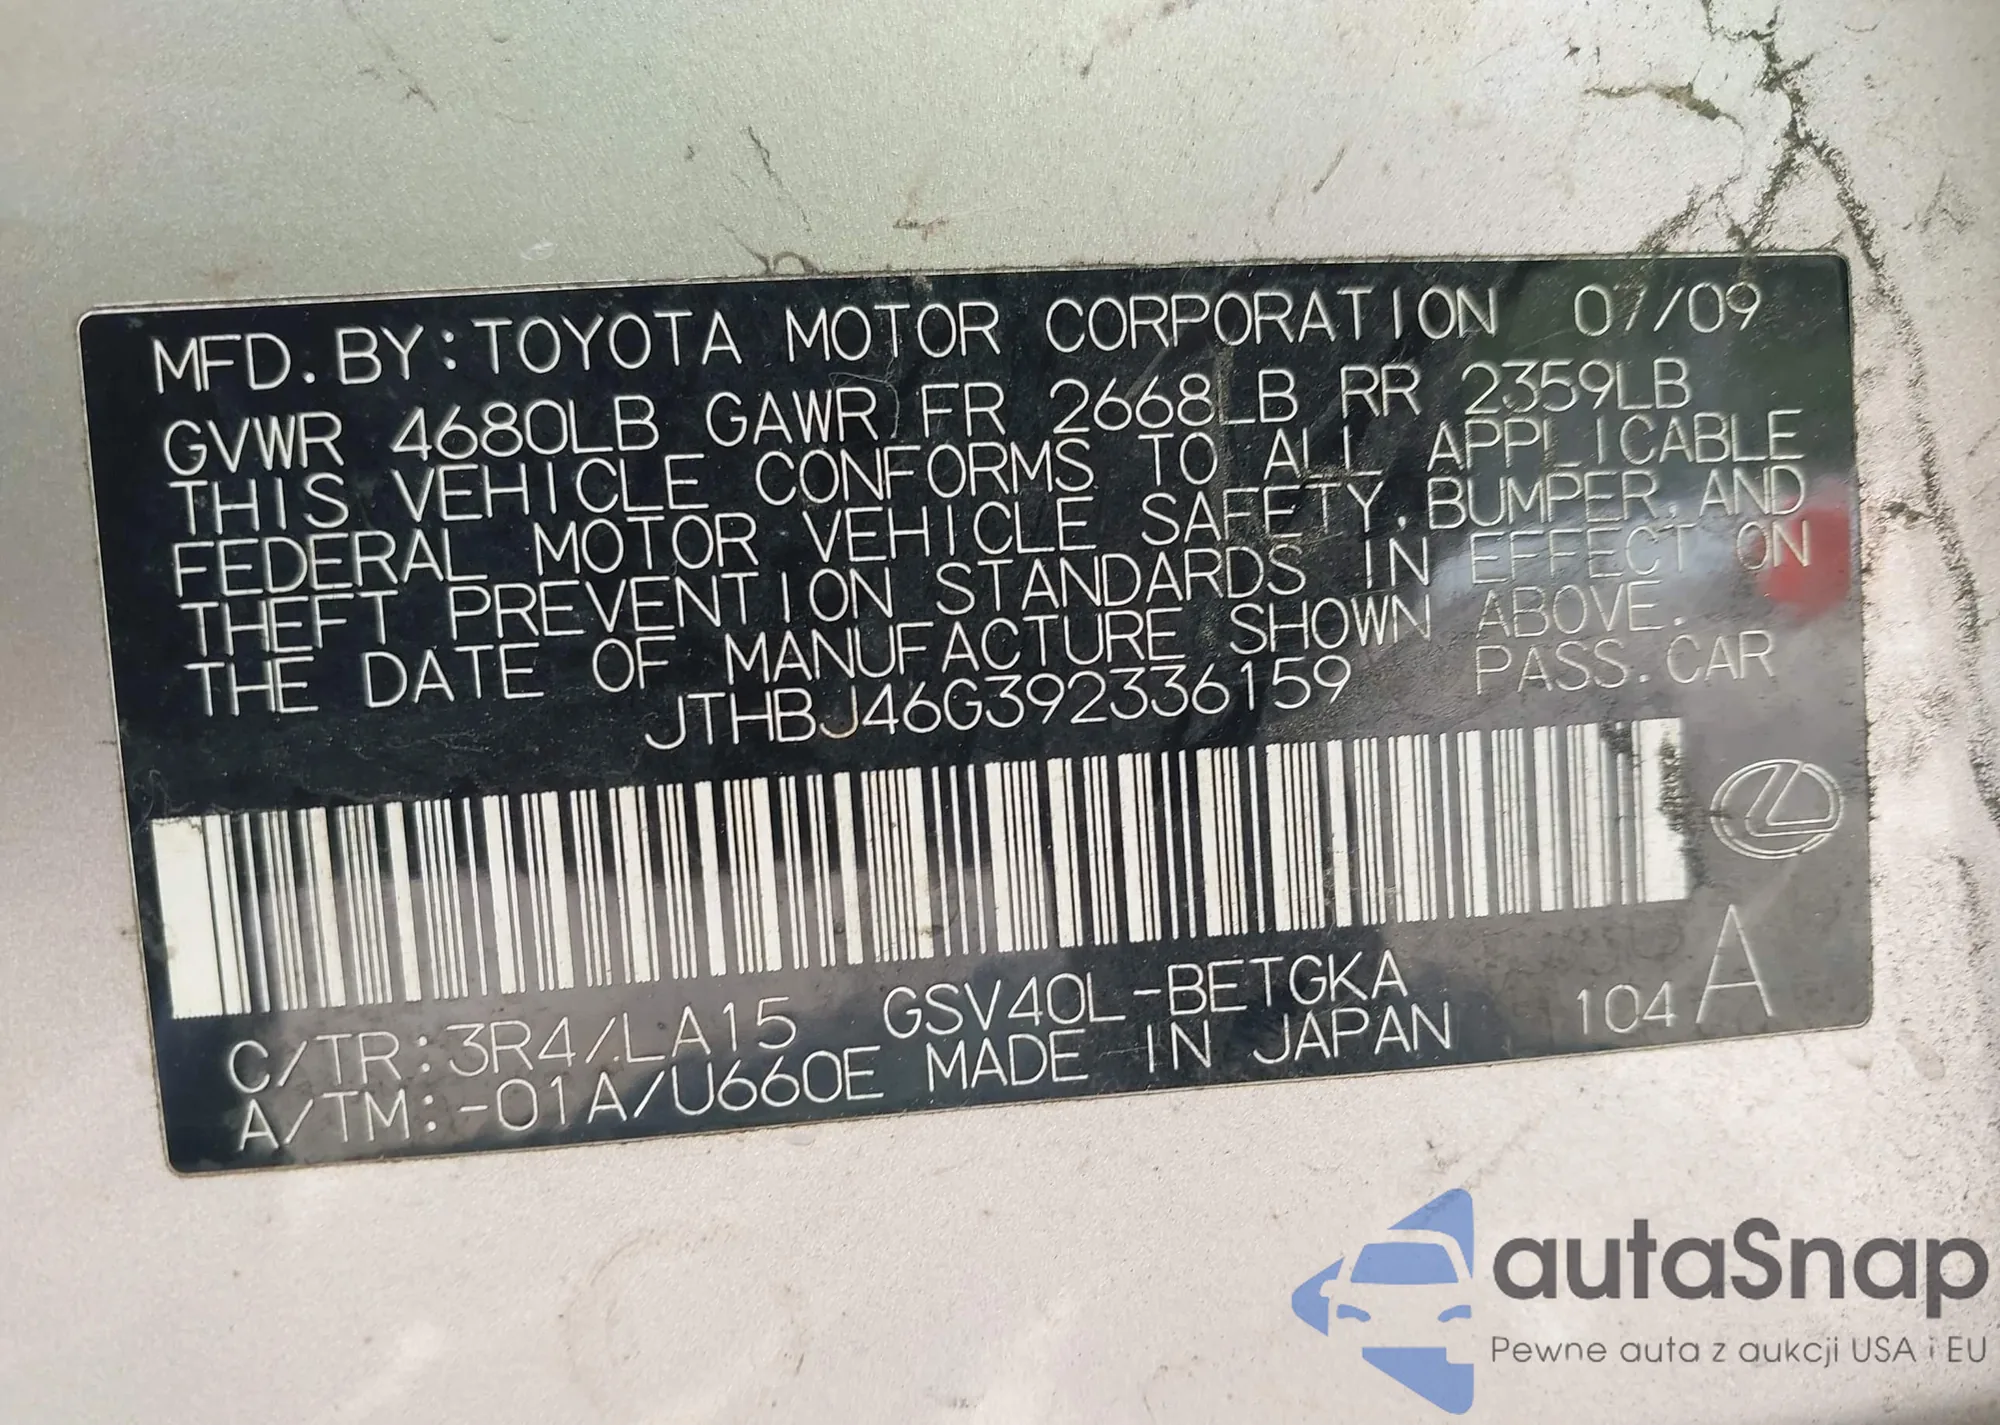 MFD. BY: TOYOTA MOTOR CORPORATION 07/09
GVWR 4680LB GAWR FR 2668LB RR 2359LB
THIS VEHICLE CONFORMS TO ALL APPLICABLE
FEDERAL MOTOR VEHICLE SAFETY, BUMPER, AND
THEFT PREVENTION STANDARDS IN EFFECT ON
THE DATE OF MANUFACTURE SHOWN ABOVE.
JTHBJ46G392336159 PASS. CAR
C/TR: 3R4/LA15 GSV40L-BETGKA
A/TM: -01A/U660E MADE IN JAPAN 104 A
autaSnap
Pewne auta z aukcji USA i EU